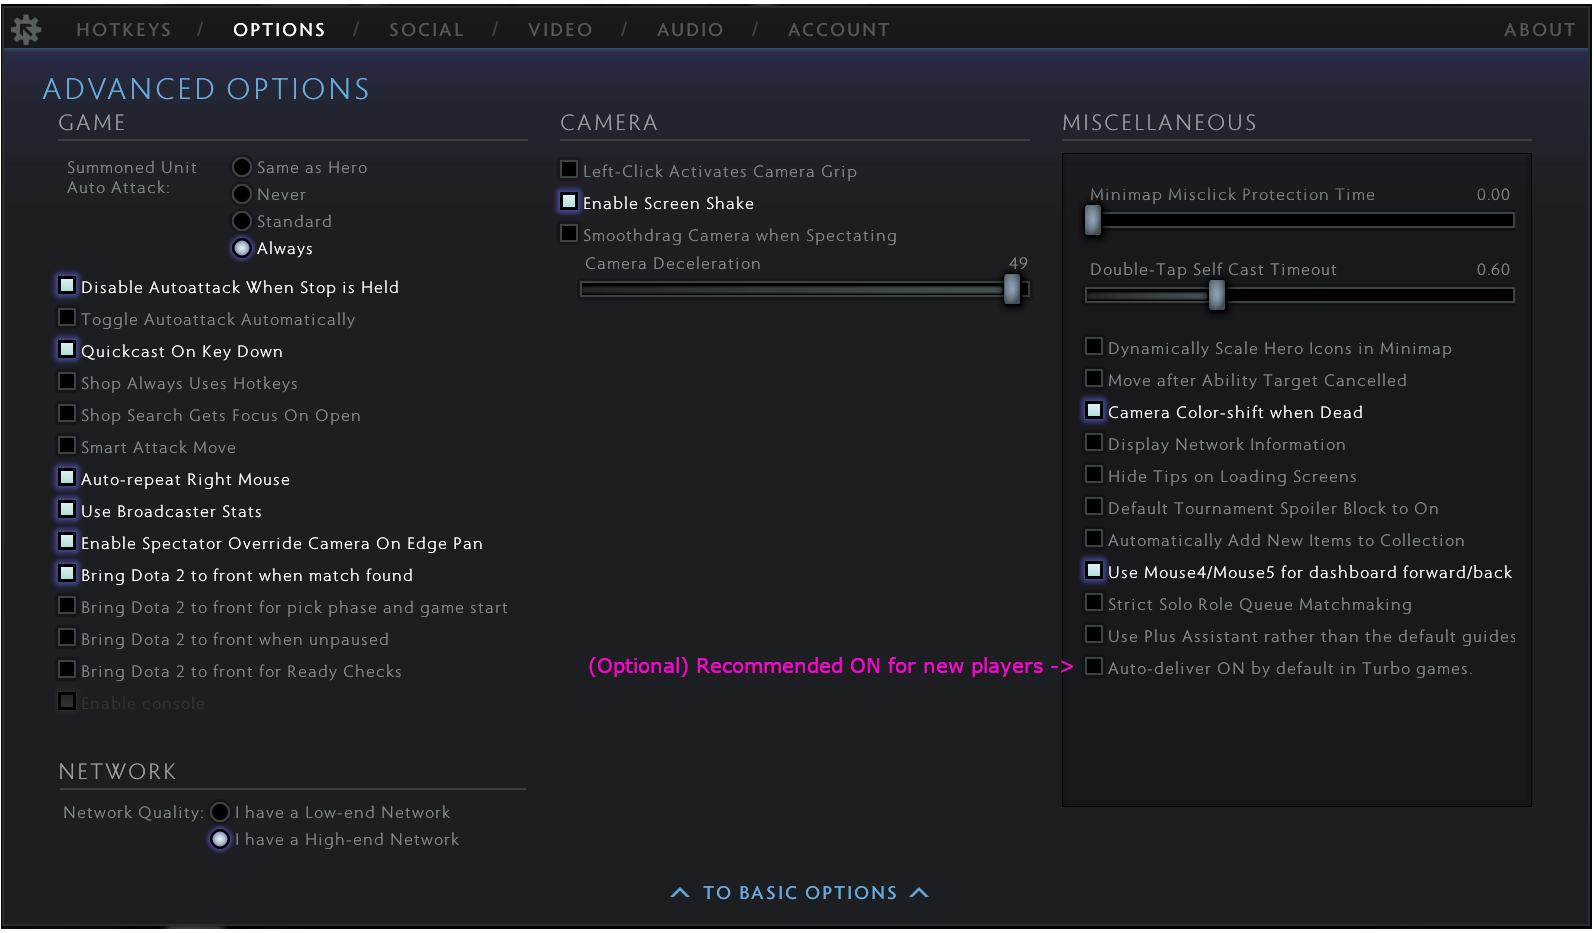 HOTKEYS / OPTIONS / SOCIAL / VIDEO / AUDIO / ACCOUNT ABOUT
ADVANCED OPTIONS
GAME
Summoned Unit
Auto Attack:
Same as Hero
Never
Standard
Always
Disable Autoattack When Stop is Held
Toggle Autoattack Automatically
Quickcast On Key Down
Shop Always Uses Hotkeys
Shop Search Gets Focus On Open
Smart Attack Move
Auto-repeat Right Mouse
Use Broadcaster Stats
Enable Spectator Override Camera On Edge Pan
Bring Dota 2 to front when match found
Bring Dota 2 to front for pick phase and game start
Bring Dota 2 to front when unpaused
Bring Dota 2 to front for Ready Checks
Enable console
NETWORK
Network Quality:
I have a Low-end Network
I have a High-end Network
CAMERA
Left-Click Activates Camera Grip
Enable Screen Shake
Smoothdrag Camera when Spectating
Camera Deceleration 49
MISCELLANEOUS
Minimap Misclick Protection Time 0.00
Double-Tap Self Cast Timeout 0.60
Dynamically Scale Hero Icons in Minimap
Move after Ability Target Cancelled
Camera Color-shift when Dead
Display Network Information
Hide Tips on Loading Screens
Default Tournament Spoiler Block to On
Automatically Add New Items to Collection
Use Mouse4/Mouse5 for dashboard forward/back
Strict Solo Role Queue Matchmaking
Use Plus Assistant rather than the default guides
(Optional) Recommended ON for new players ->
Auto-deliver ON by default in Turbo games.
TO BASIC OPTIONS